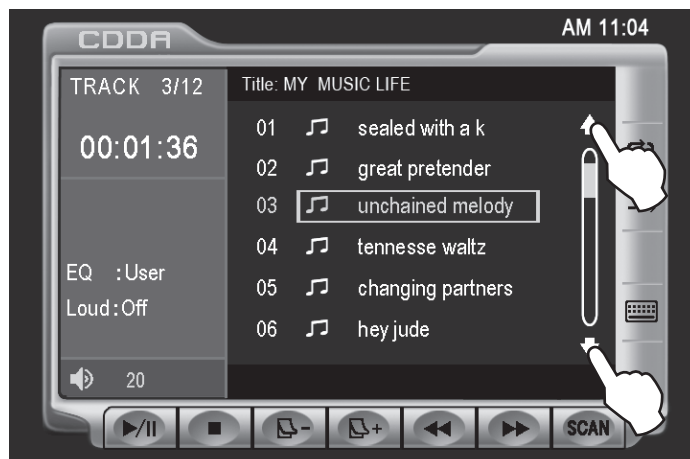 AM 11:04
CDDA
TRACK 3/12
00:01:36
EQ :User
Loud:Off
20
Title: MY MUSIC LIFE
01 sealed with a k
02 great pretender
03 unchained melody
04 tennesse waltz
05 changing partners
06 hey jude
- + SCAN